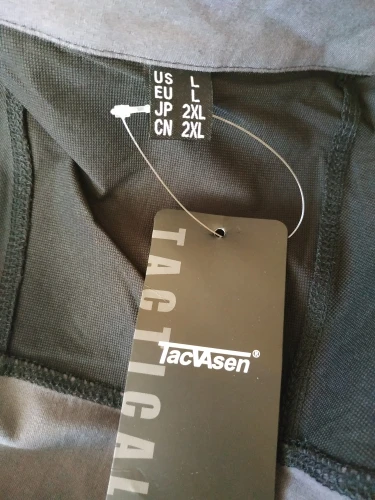 US L
EU L
JP 2XL
CN 2XL
TACTICAL
TacvAsen®